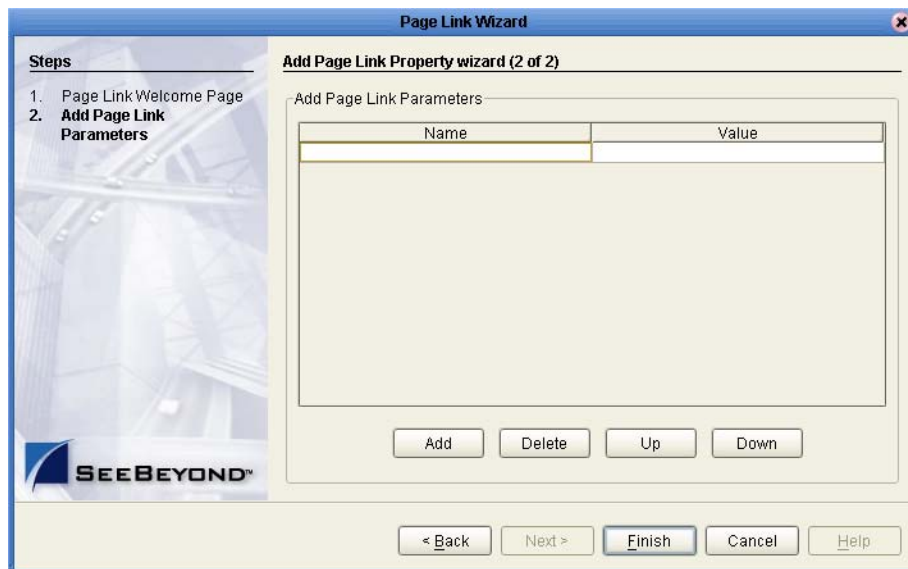 Page Link Wizard
Steps
1. Page Link Welcome Page
2. Add Page Link
Parameters
Add Page Link Property wizard (2 of 2)
Add Page Link Parameters
Name Value
Add Delete Up Down
SEEBEYOND™
< Back Next > Finish Cancel Help